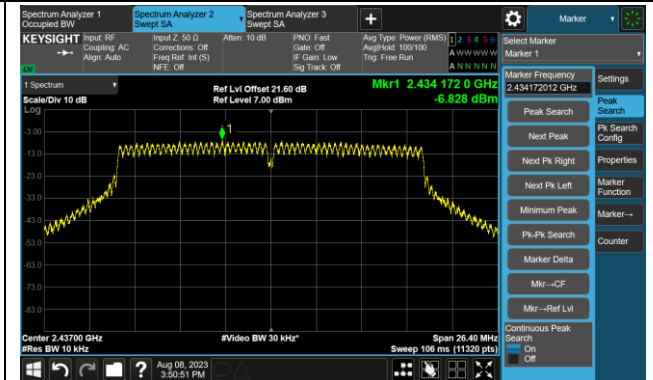 Spectrum Analyzer 1
Occupied BW
Spectrum Analyzer 2
Swept SA
Spectrum Analyzer 3
Swept SA
+
Marker
KEYSIGHT
Input: RF
Coupling: AC
Align: Auto
Input Z: 50 Ω
Corrections: Off
Freq Ref: Int (S)
NFE: Off
Atten: 10 dB
PNO: Fast
Gate: Off
IF Gain: Low
Sig Track: Off
Avg Type: Power (RMS)
Avg|Hold: 100/100
Trig: Free Run
1 2 3 4 5 6
A W W W W W
A N N N N N
LXI
Select Marker
Marker 1
1 Spectrum
Scale/Div 10 dB
Log
Ref Lvl Offset 21.60 dB
Ref Level 7.00 dBm
Mkr1 2.434 172 0 GHz
-6.828 dBm
Marker Frequency
2.434172012 GHz
Peak Search
Next Peak
Next Pk Right
Next Pk Left
Minimum Peak
Pk-Pk Search
Marker Delta
Mkr→CF
Mkr→Ref Lvl
Continuous Peak
Search
On
Off
Settings
Peak
Search
Pk Search
Config
Properties
Marker
Function
Marker→
Counter
1
-3.00
-13.0
-23.0
-33.0
-43.0
-53.0
-63.0
-73.0
-83.0
Center 2.43700 GHz
#Res BW 10 kHz
#Video BW 30 kHz*
Span 26.40 MHz
Sweep 106 ms (11320 pts)
?
Aug 08, 2023
3:50:51 PM